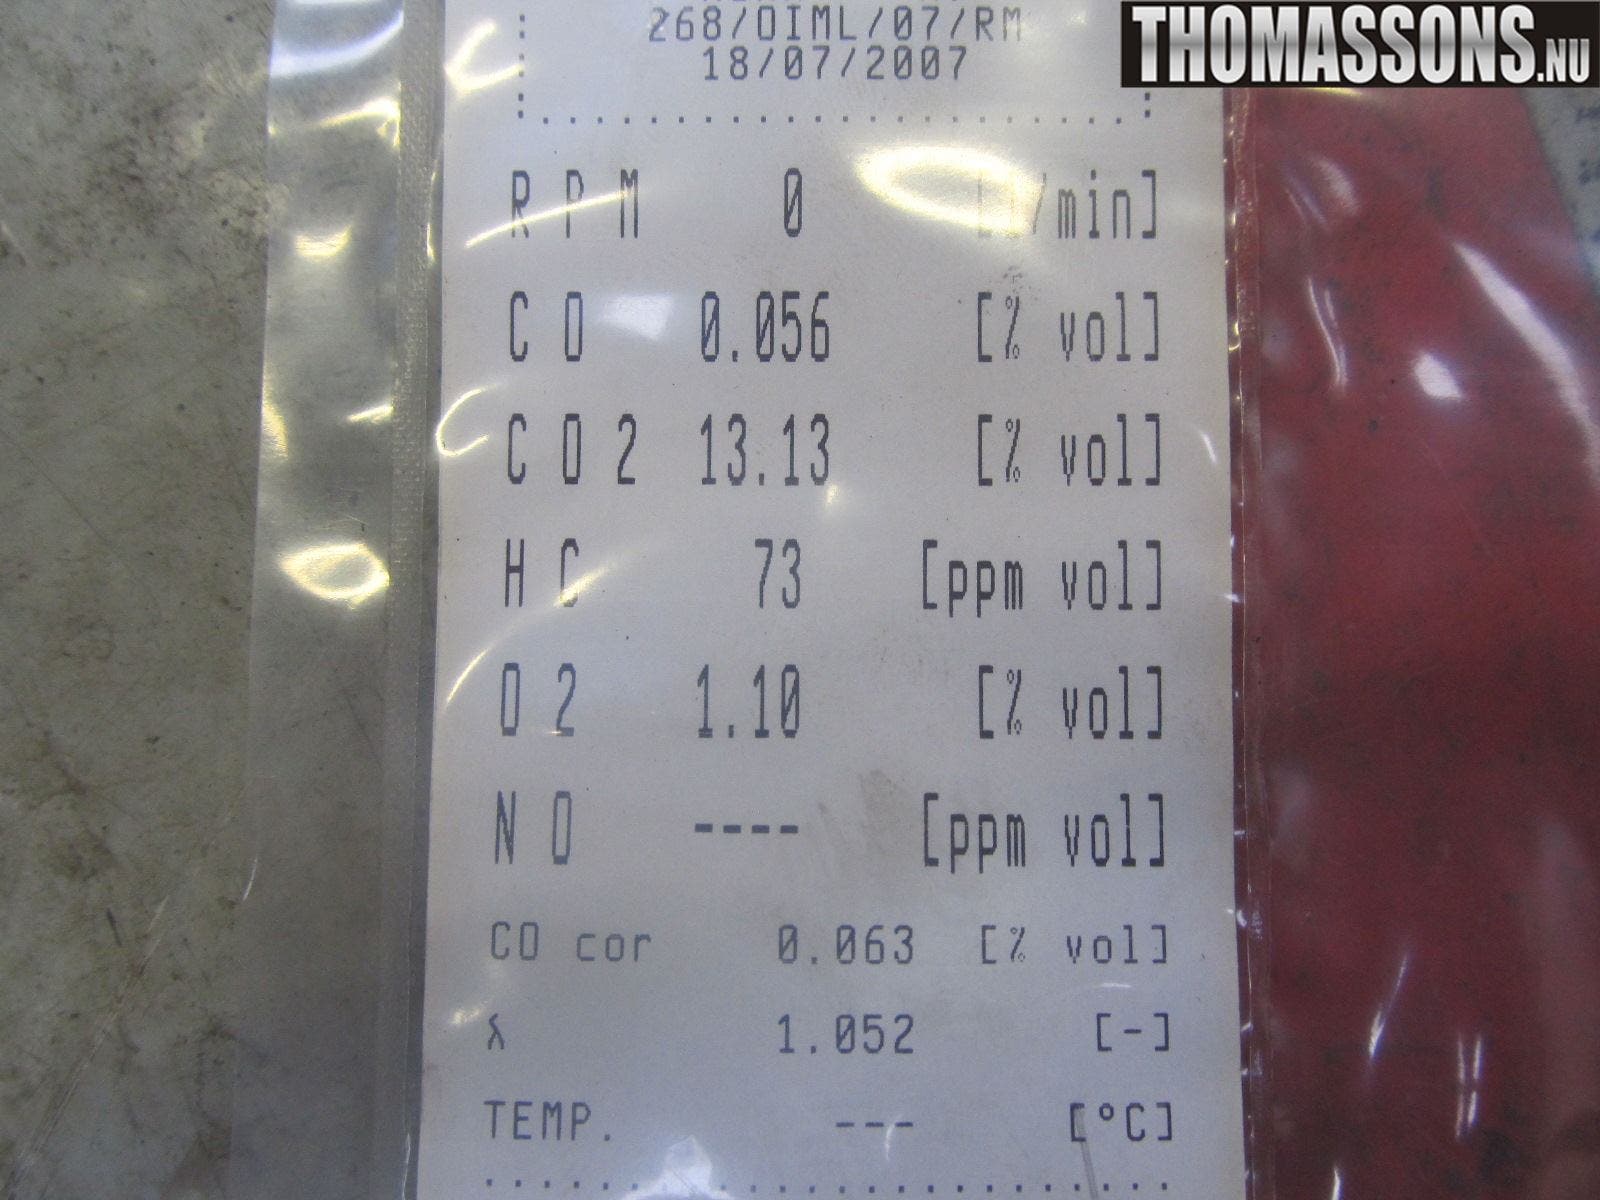 THOMASSONS.NU
268/OIML/07/RM
18/07/2007
RPM 0 /min]
CO 0.056 [% vol]
CO2 13.13 [% vol]
HC 73 [ppm vol]
O2 1.10 [% vol]
NO ---- [ppm vol]
CO cor 0.063 [% vol]
λ 1.052 [-]
TEMP. --- [°C]